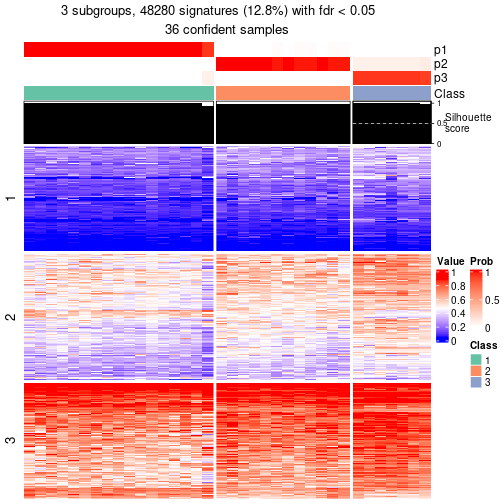 3 subgroups, 48280 signatures (12.8%) with fdr < 0.05
36 confident samples
p1
p2
p3
Class
1
0.5
0
Silhouette
score
1
2
3
Value
1
0.8
0.6
0.4
0.2
0
Prob
1
0.5
0
Class
1
2
3